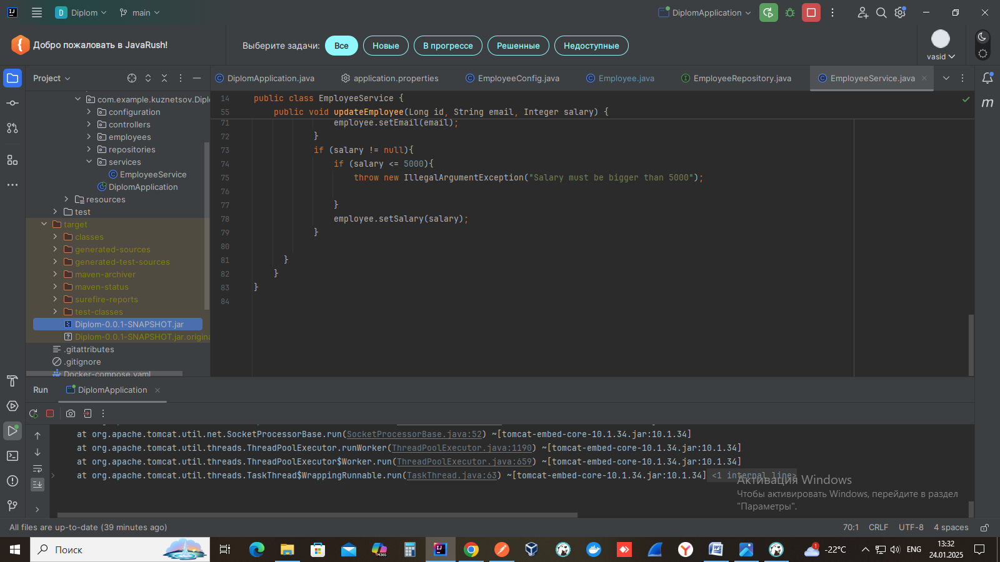 Diplom
main
DiplomApplication
Добро пожаловать в JavaRush!
Выберите задачи:
Все
Новые
В прогрессе
Решенные
Недоступные
vasid
Project
DiplomApplication.java
application.properties
EmployeeConfig.java
Employee.java
EmployeeRepository.java
EmployeeService.java
com.example.kuznetsov.Dipl
configuration
controllers
employees
repositories
services
EmployeeService
DiplomApplication
resources
test
target
classes
generated-sources
generated-test-sources
maven-archiver
maven-status
surefire-reports
test-classes
Diplom-0.0.1-SNAPSHOT.jar
Diplom-0.0.1-SNAPSHOT.jar.origina
.gitattributes
.gitignore
Docker-compose.yaml
14 public class EmployeeService {
55 public void updateEmployee(Long id, String email, Integer salary) {
71 employee.setEmail(email);
72 }
73 if (salary != null){
74 if (salary <= 5000){
75 throw new IllegalArgumentException("Salary must be bigger than 5000");
76
77 }
78 employee.setSalary(salary);
79 }
80
81 }
82 }
83 }
84
Run
DiplomApplication
at org.apache.tomcat.util.net.SocketProcessorBase.run(SocketProcessorBase.java:52) ~[tomcat-embed-core-10.1.34.jar:10.1.34]
at org.apache.tomcat.util.threads.ThreadPoolExecutor.runWorker(ThreadPoolExecutor.java:1190) ~[tomcat-embed-core-10.1.34.jar:10.1.34]
at org.apache.tomcat.util.threads.ThreadPoolExecutor$Worker.run(ThreadPoolExecutor.java:659) ~[tomcat-embed-core-10.1.34.jar:10.1.34]
at org.apache.tomcat.util.threads.TaskThread$WrappingRunnable.run(TaskThread.java:63) ~[tomcat-embed-core-10.1.34.jar:10.1.34] <1 internal line>
Активация Windows
Чтобы активировать Windows, перейдите в раздел
"Параметры".
All files are up-to-date (39 minutes ago)
70:1
CRLF
UTF-8
4 spaces
Поиск
-22°C
ENG
13:32
24.01.2025